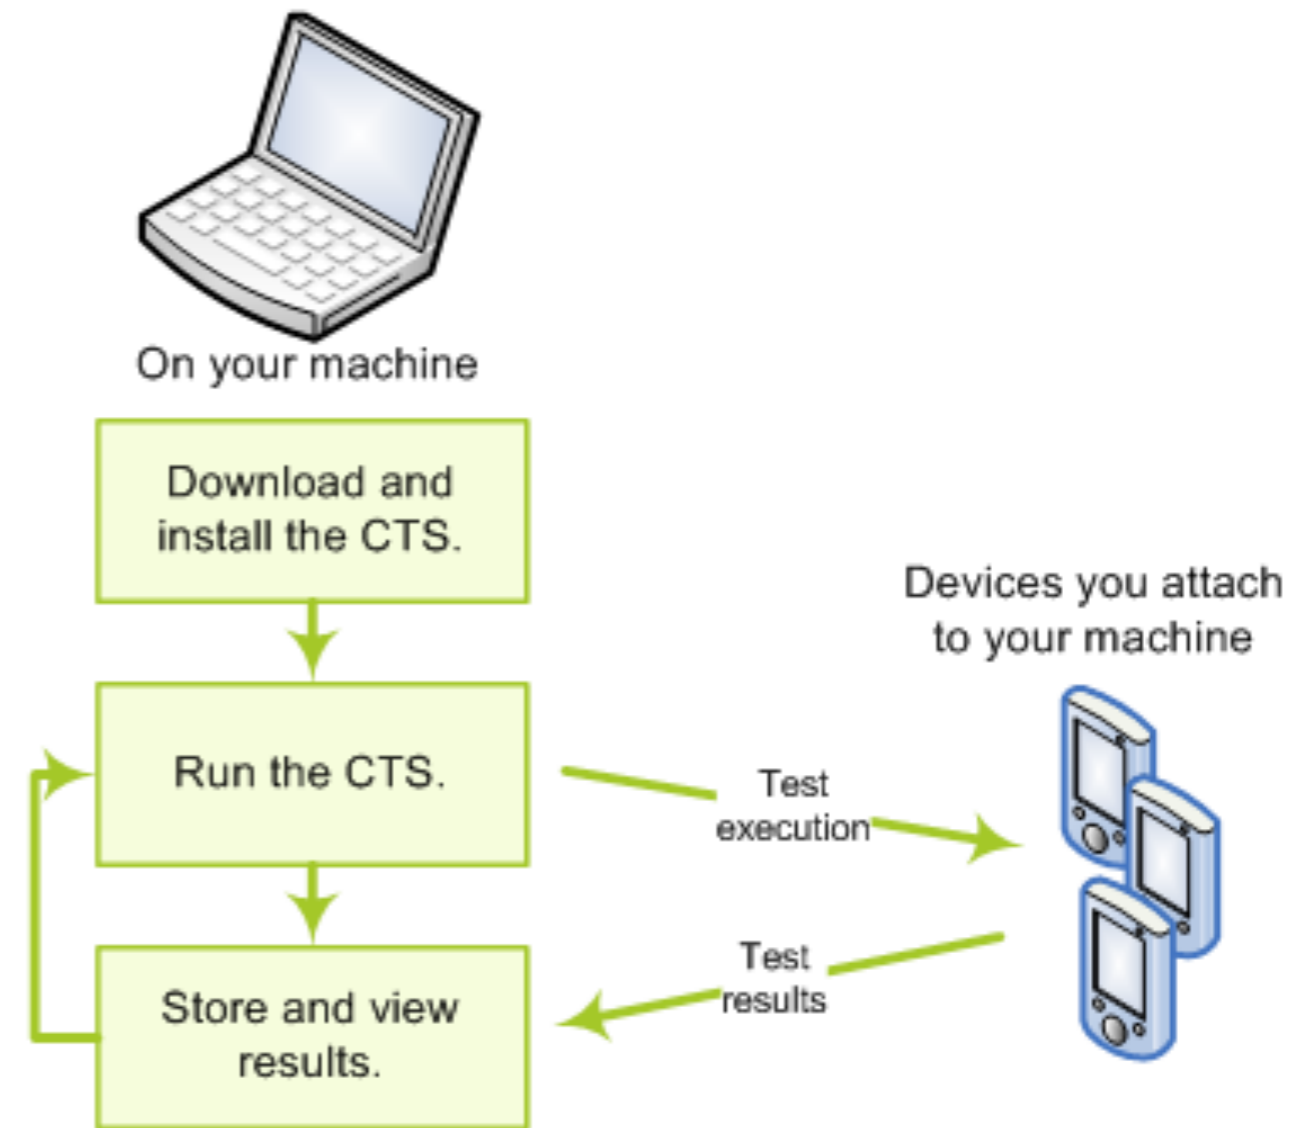 On your machine
Download and
install the CTS.
Run the CTS.
Store and view
results.
Devices you attach
to your machine
Test
execution
Test
results